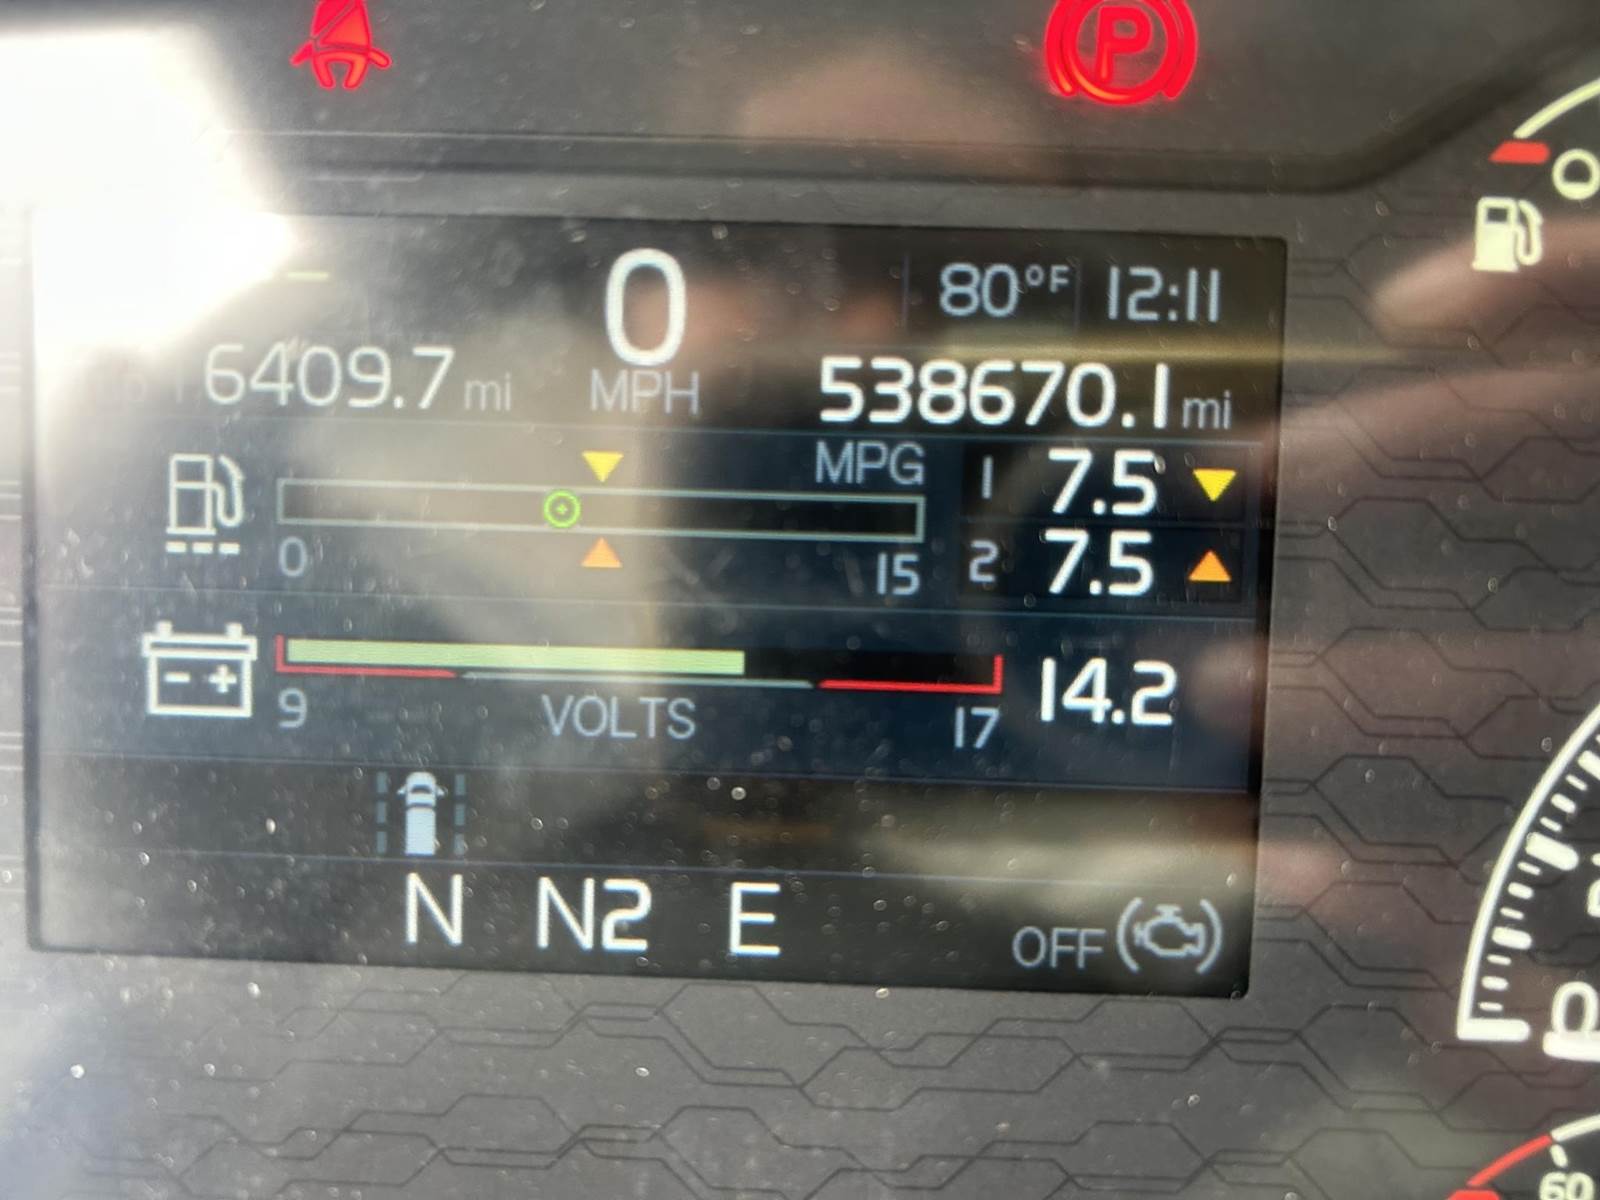 P
0
80°F 12:11
6409.7 mi MPH 538670.1 mi
MPG 1 7.5
0 15 2 7.5
- +
9 VOLTS 17 14.2
N N2 E OFF
0
60